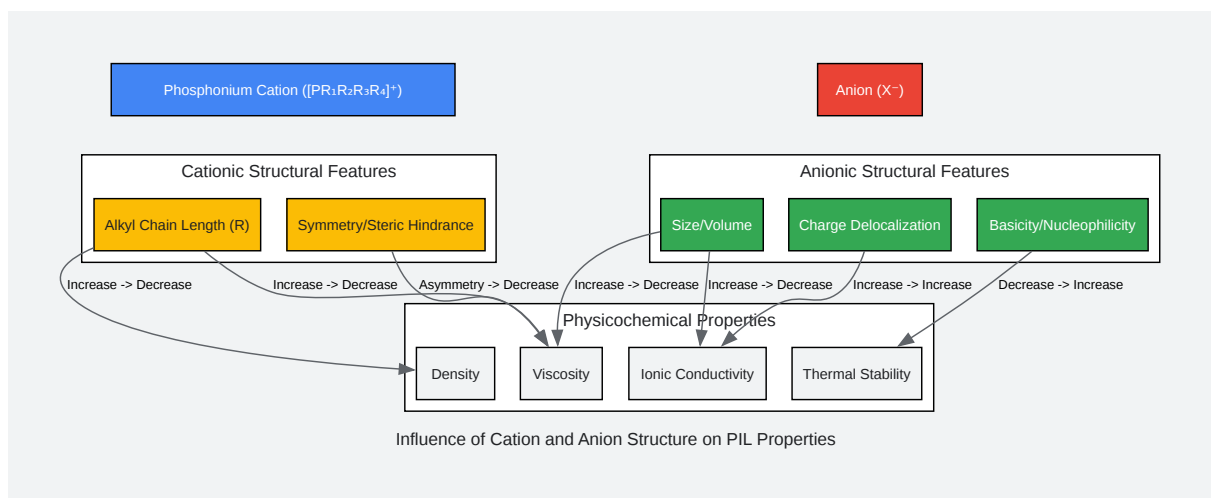 Phosphonium Cation ([PR₁R₂R₃R₄]⁺)
Anion (X⁻)
Cationic Structural Features
Anionic Structural Features
Alkyl Chain Length (R)
Symmetry/Steric Hindrance
Size/Volume
Charge Delocalization
Basicity/Nucleophilicity
Increase -> Decrease
Increase -> Decrease
Asymmetry -> Decrease
Increase -> Decrease
Increase -> Decrease
Increase -> Increase
Decrease -> Increase
Physicochemical Properties
Density
Viscosity
Ionic Conductivity
Thermal Stability
Influence of Cation and Anion Structure on PIL Properties